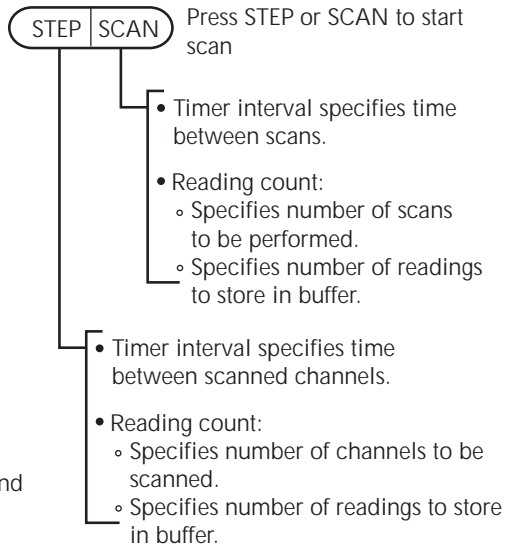 STEP SCAN
Press STEP or SCAN to start
scan
• Timer interval specifies time
between scans.
• Reading count:
∘ Specifies number of scans
to be performed.
∘ Specifies number of readings
to store in buffer.
• Timer interval specifies time
between scanned channels.
• Reading count:
∘ Specifies number of channels to be
scanned.
∘ Specifies number of readings to store
in buffer.